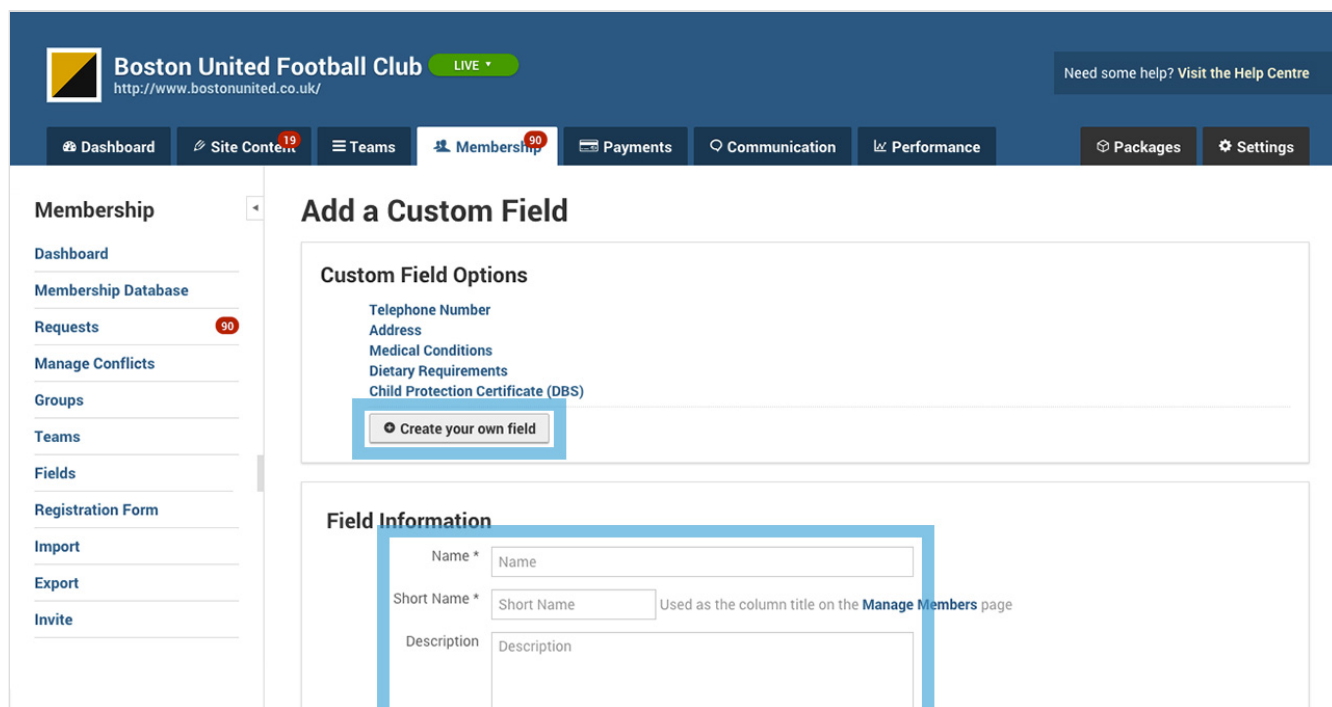 Boston United Football Club LIVE
http://www.bostonunited.co.uk/
Need some help? Visit the Help Centre
Dashboard
Site Content 19
Teams
Membership 90
Payments
Communication
Performance
Packages
Settings
Membership
Dashboard
Membership Database
Requests 90
Manage Conflicts
Groups
Teams
Fields
Registration Form
Import
Export
Invite
Add a Custom Field
Custom Field Options
Telephone Number
Address
Medical Conditions
Dietary Requirements
Child Protection Certificate (DBS)
Create your own field
Field Information
Name * Name
Short Name * Short Name Used as the column title on the Manage Members page
Description Description